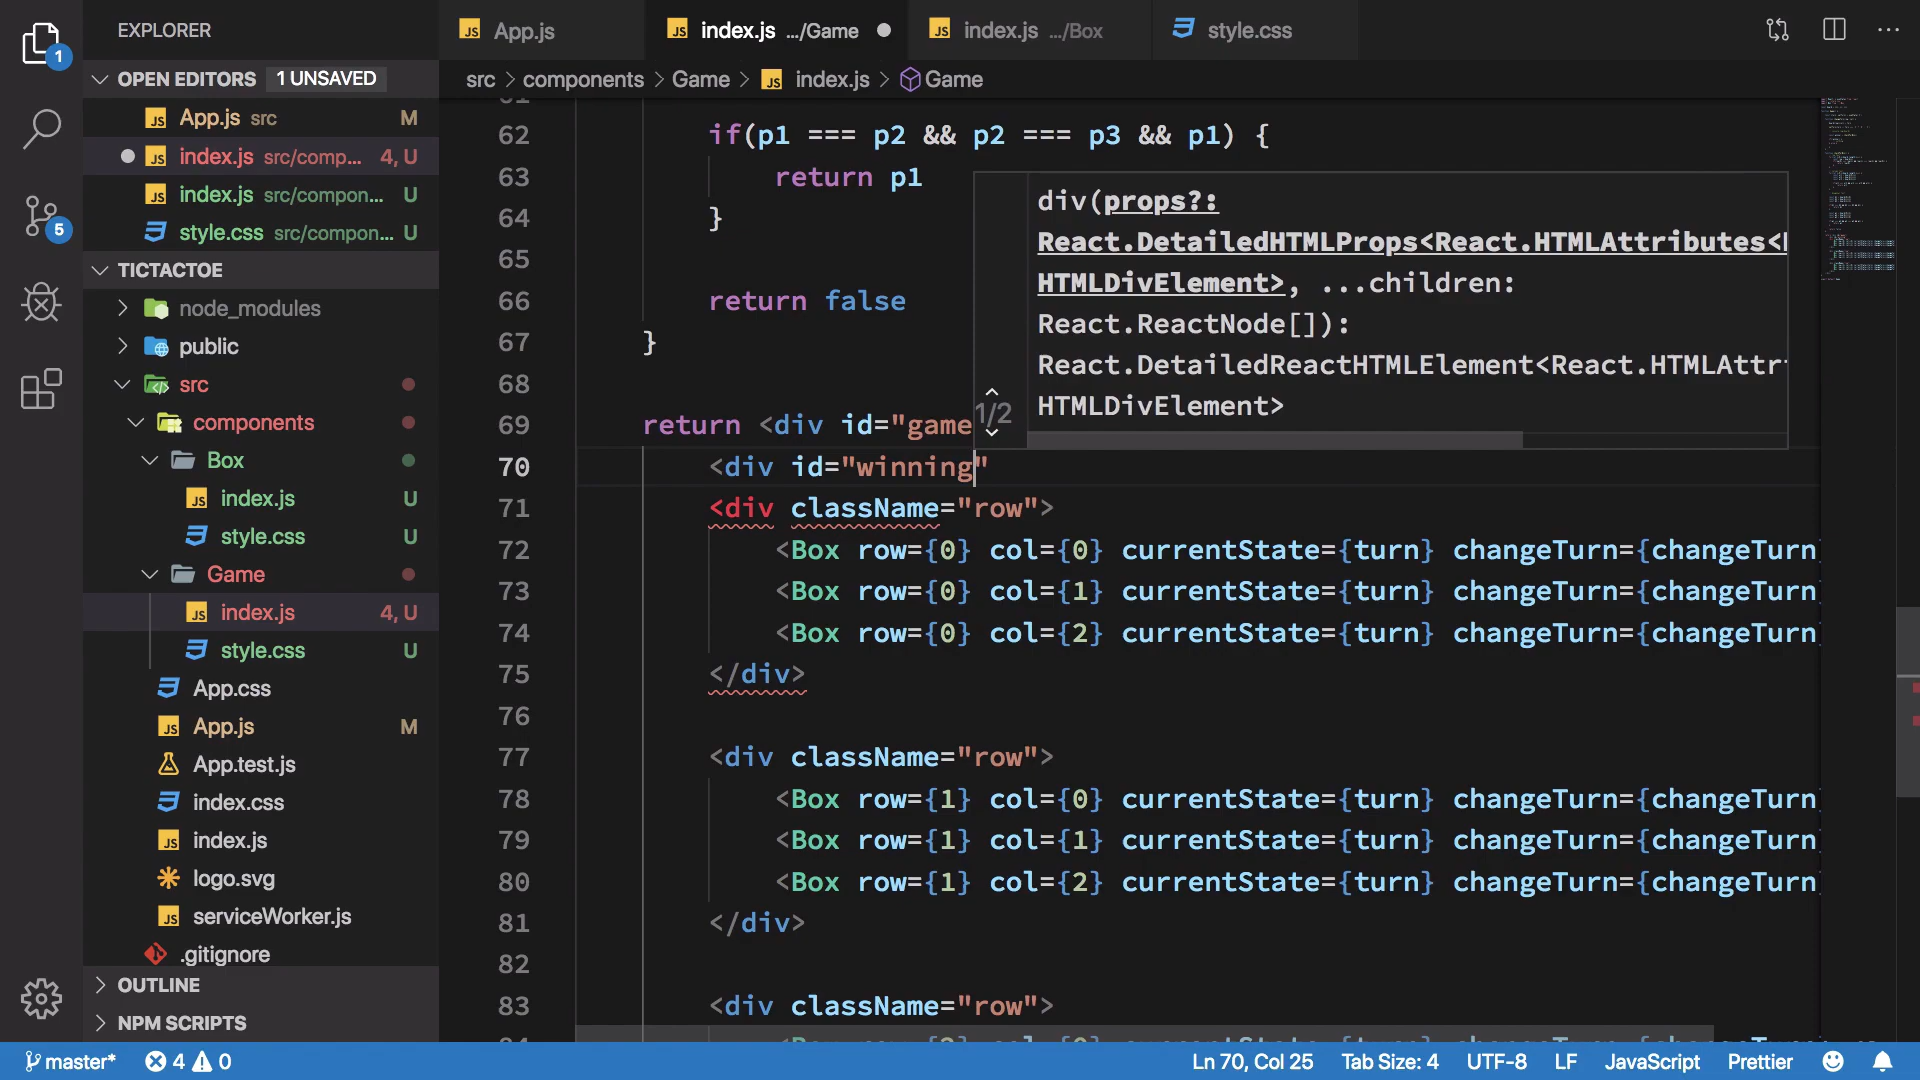 EXPLORER
1
OPEN EDITORS 1 UNSAVED
App.js src M
index.js src/comp... 4, U
index.js src/compon... U
5
style.css src/compon... U
TICTACTOE
node_modules
public
src
components
Box
index.js U
style.css U
Game
index.js 4, U
style.css U
App.css
App.js M
App.test.js
index.css
index.js
logo.svg
serviceWorker.js
.gitignore
OUTLINE
NPM SCRIPTS
App.js index.js .../Game index.js .../Box style.css
src > components > Game > index.js > Game
61
62 if(p1 === p2 && p2 === p3 && p1) {
63 return p1
64 }
65
66 return false
67 }
68
69 return <div id="game
70 <div id="winning"
71 <div className="row">
72 <Box row={0} col={0} currentState={turn} changeTurn={changeTurn}
73 <Box row={0} col={1} currentState={turn} changeTurn={changeTurn}
74 <Box row={0} col={2} currentState={turn} changeTurn={changeTurn}
75 </div>
76
77 <div className="row">
78 <Box row={1} col={0} currentState={turn} changeTurn={changeTurn}
79 <Box row={1} col={1} currentState={turn} changeTurn={changeTurn}
80 <Box row={1} col={2} currentState={turn} changeTurn={changeTurn}
81 </div>
82
83 <div className="row">
div(props?:
React.DetailedHTMLProps<React.HTMLAttributes<
HTMLDivElement>, ...children:
React.ReactNode[]):
React.DetailedReactHTMLElement<React.HTMLAttr
1/2 HTMLDivElement>
master* 4 0 Ln 70, Col 25 Tab Size: 4 UTF-8 LF JavaScript Prettier